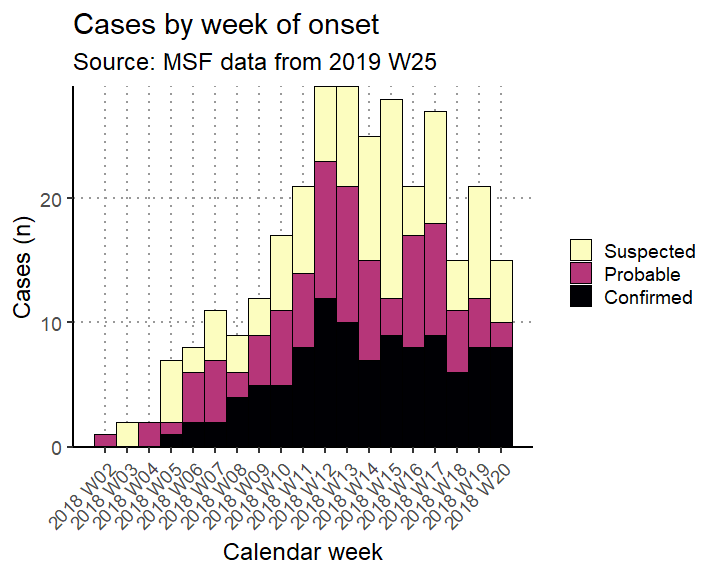 Cases by week of onset
Source: MSF data from 2019 W25
Cases (n)
20
10
0
Suspected
Probable
Confirmed
2018 W02
2018 W03
2018 W04
2018 W05
2018 W06
2018 W07
2018 W08
2018 W09
2018 W10
2018 W11
2018 W12
2018 W13
2018 W14
2018 W15
2018 W16
2018 W17
2018 W18
2018 W19
2018 W20
Calendar week